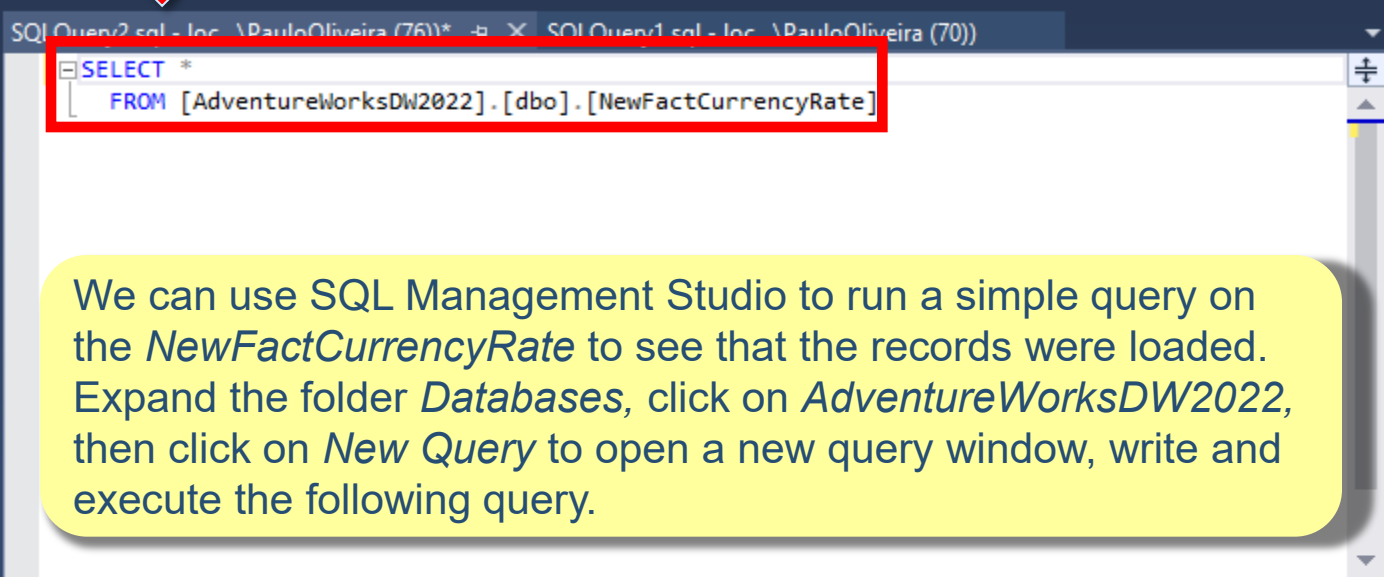 SQLQuery2.sql - loc...\PauloOliveira (76))* SQLQuery1.sql - loc...\PauloOliveira (70))
SELECT *
FROM [AdventureWorksDW2022].[dbo].[NewFactCurrencyRate]
We can use SQL Management Studio to run a simple query on
the NewFactCurrencyRate to see that the records were loaded.
Expand the folder Databases, click on AdventureWorksDW2022,
then click on New Query to open a new query window, write and
execute the following query.